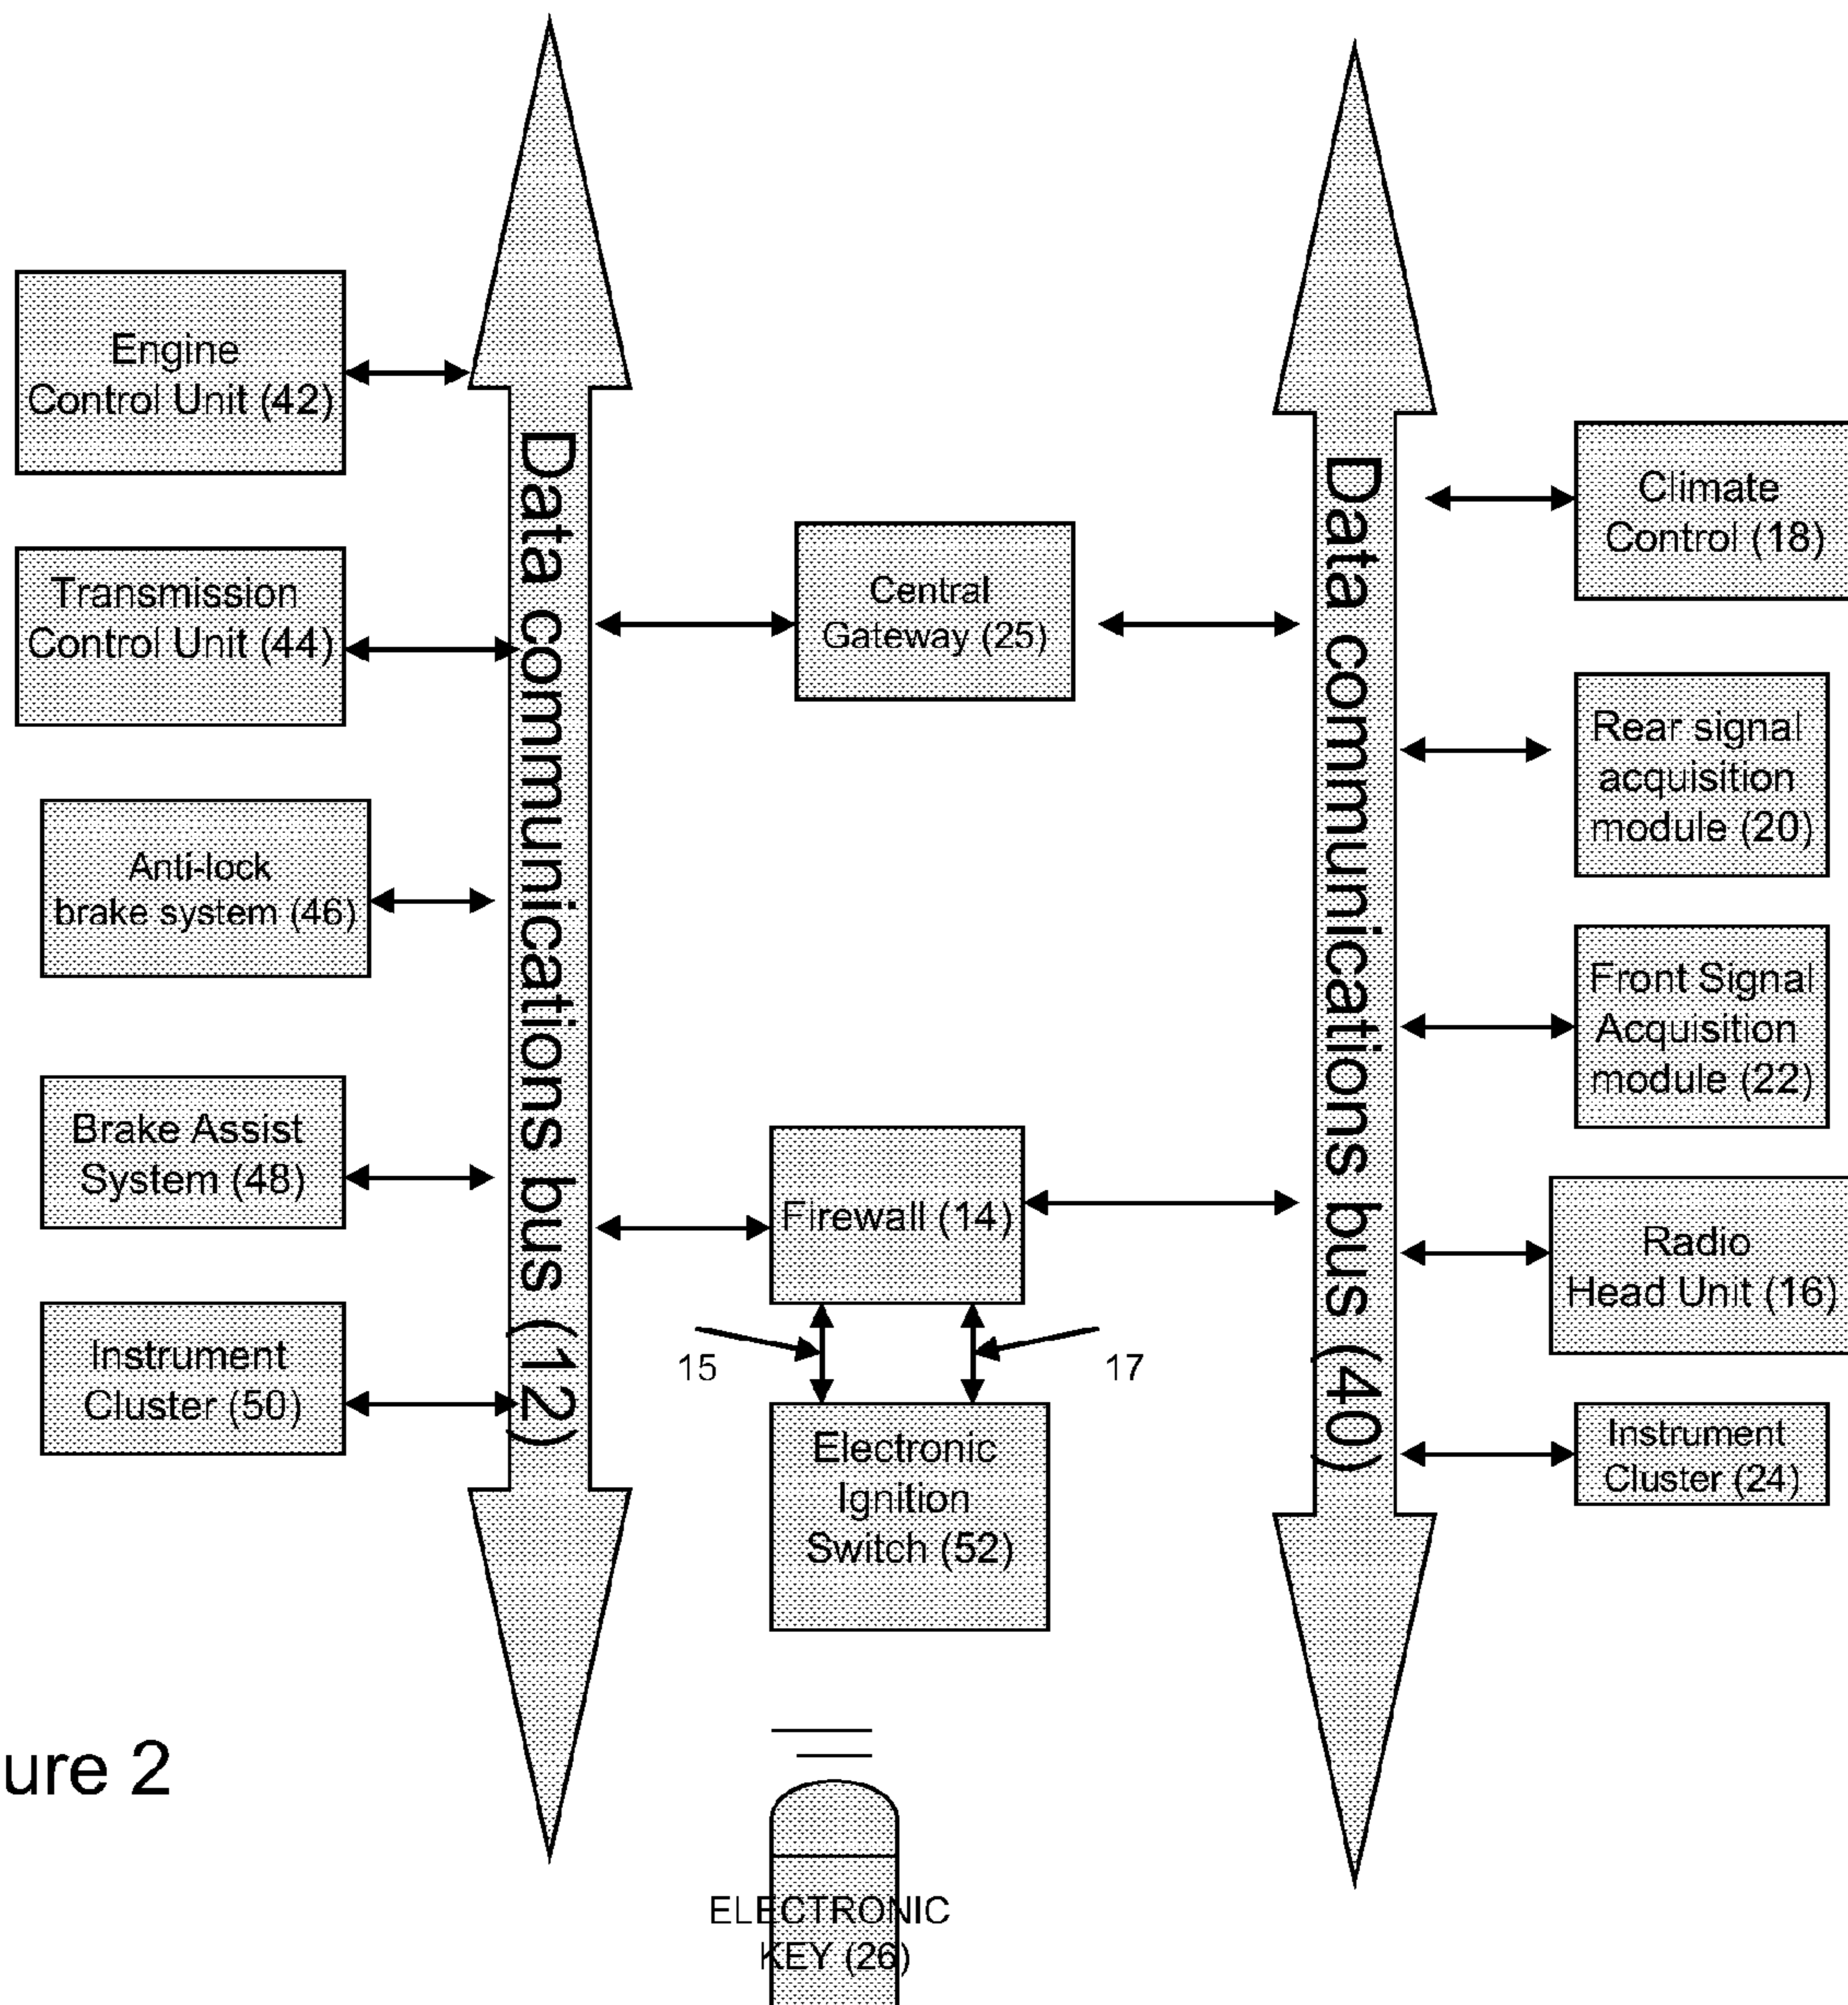 Engine
Control Unit (42)
Transmission
Control Unit (44)
Anti-lock
brake system (46)
Brake Assist
System (48)
Instrument
Cluster (50)
Data communications bus (12)
Central
Gateway (25)
Firewall (14)
15
17
Electronic
Ignition
Switch (52)
ELECTRONIC
KEY (26)
Data communications bus (40)
Climate
Control (18)
Rear signal
acquisition
module (20)
Front Signal
Acquisition
module (22)
Radio
Head Unit (16)
Instrument
Cluster (24)
ure 2